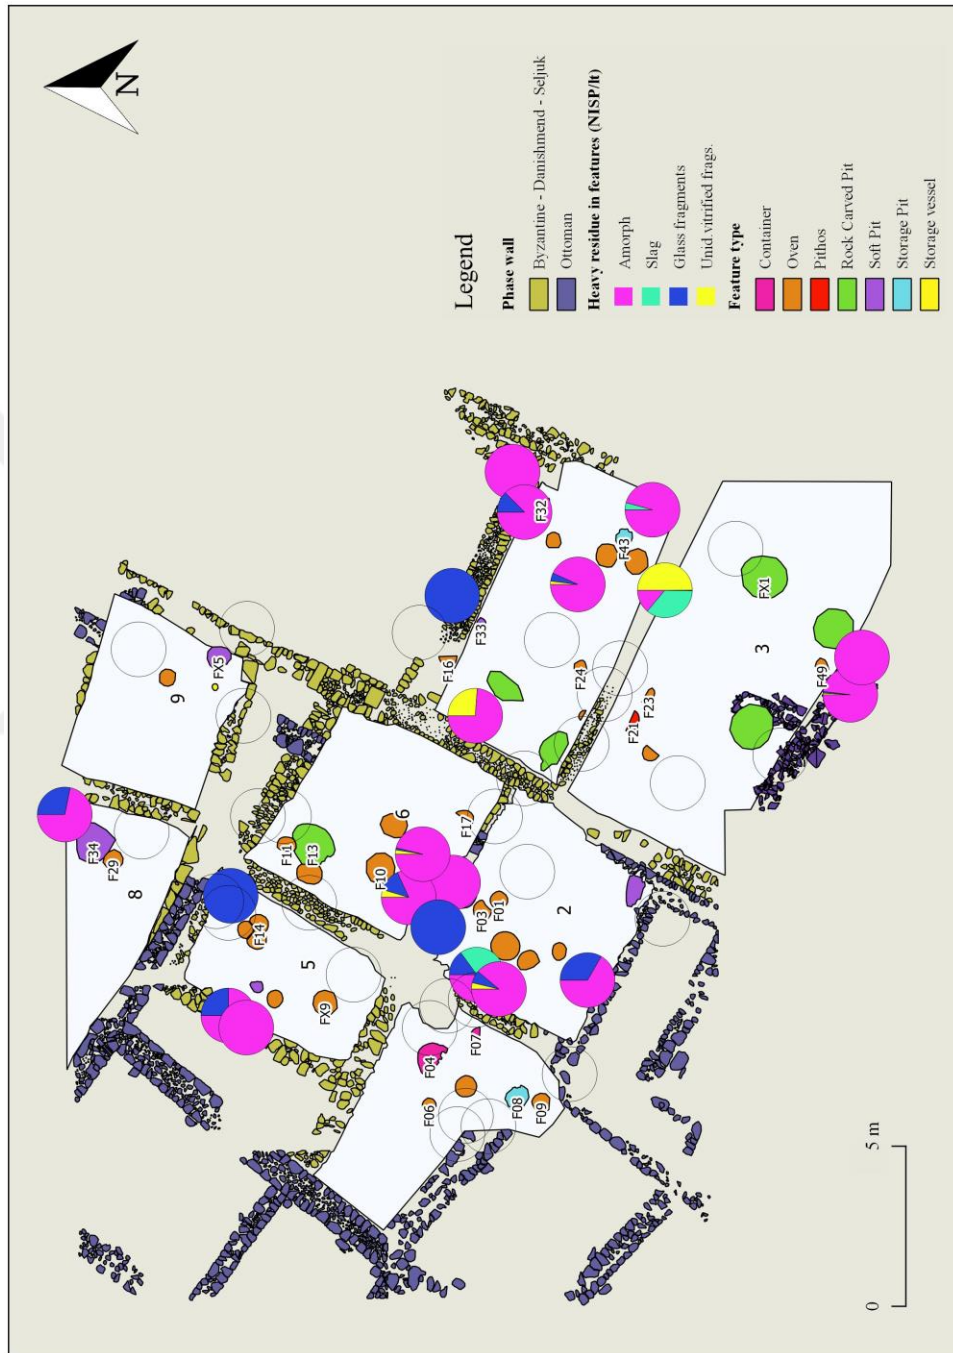 N
Legend
Phase wall
Byzantine - Danishmend - Seljuk
Ottoman
Heavy residue in features (NISP/lt)
Amorph
Slag
Glass fragments
Unid.vitrified frags.
Feature type
Container
Oven
Pithos
Rock Carved Pit
Soft Pit
Storage Pit
Storage vessel
F34
F29
8
FX5
9
F14
5
FX9
F11
F13
F10
6
F17
F04
F07
F06
F08
F09
F03
F01
2
F32
F43
F33
F16
F24
F23
F21
3
FX1
F49
0 5 m